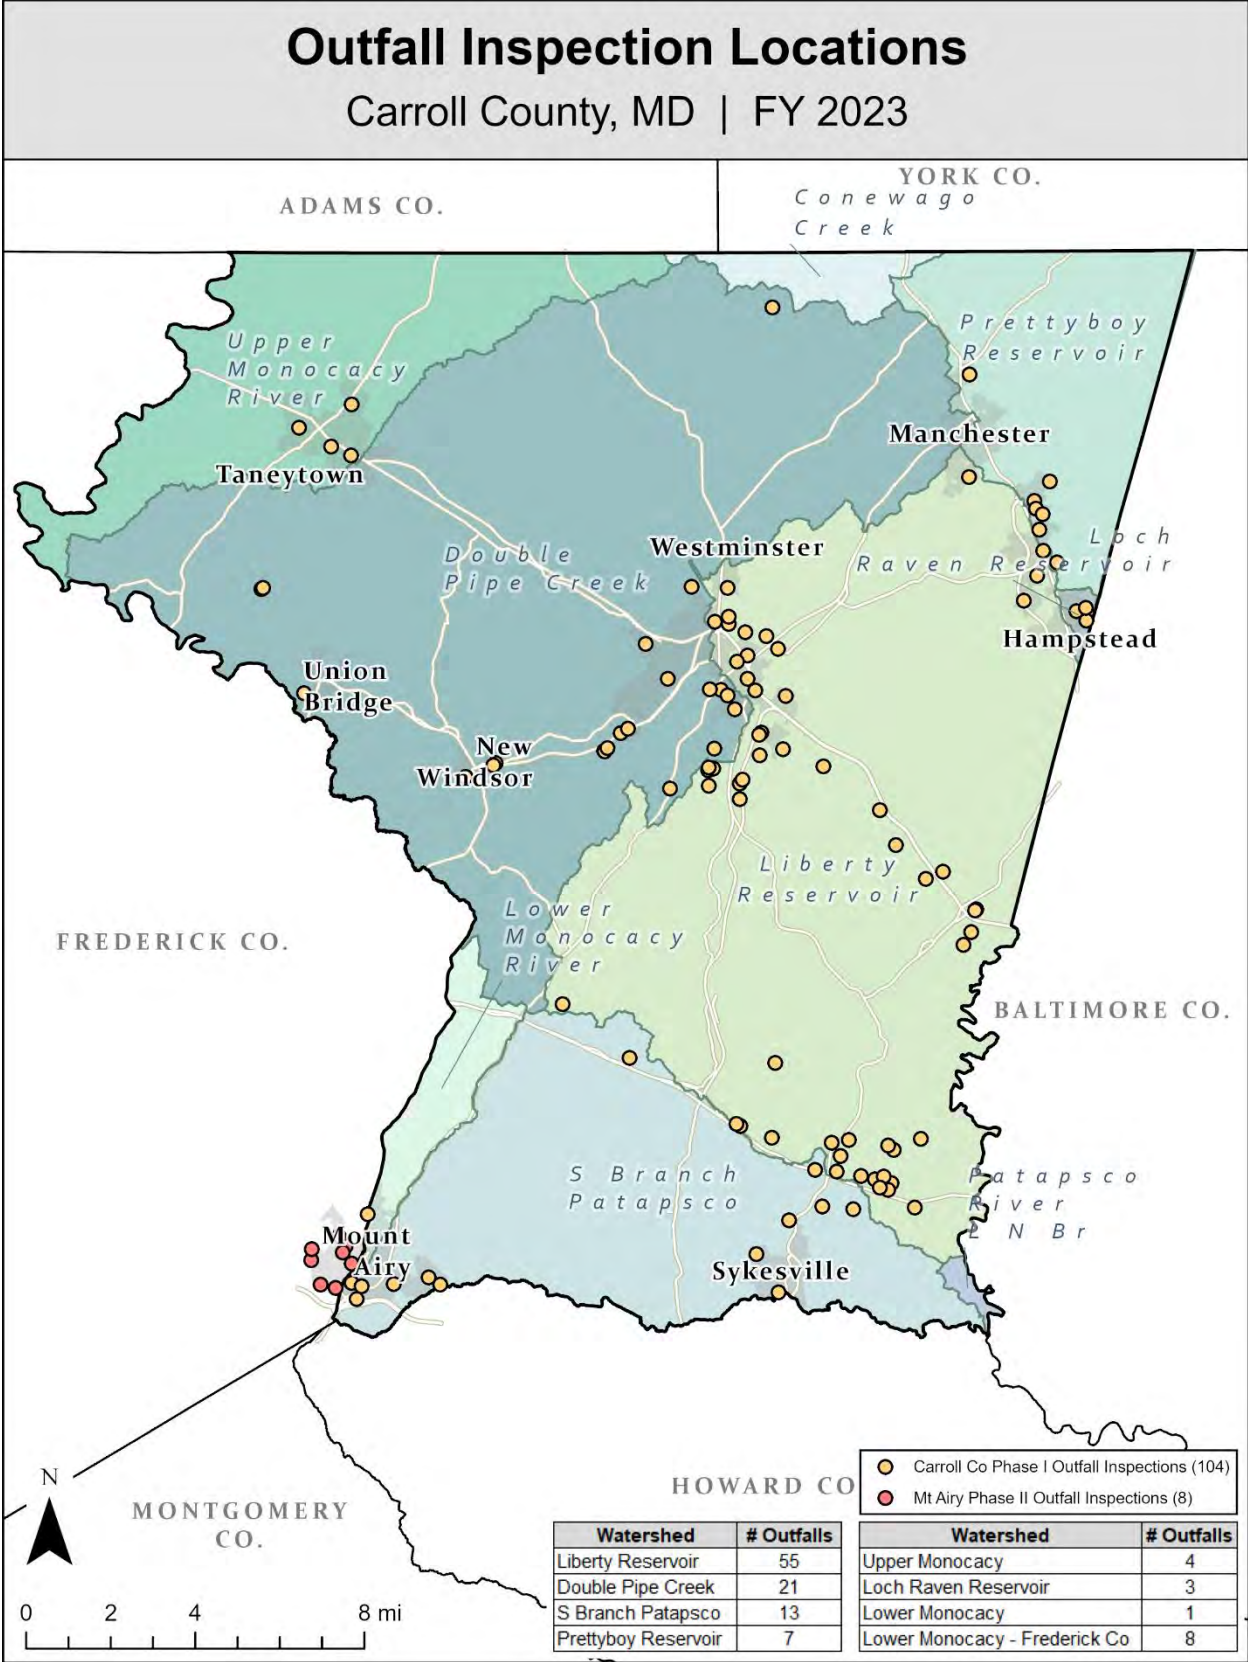 Outfall Inspection Locations
Carroll County, MD | FY 2023
YORK CO.
ADAMS CO.
Conewago
Creek
Prettyboy
Reservoir
Upper
Monocacy
River
Manchester
Taneytown
Loch
Raven Reservoir
Westminster
Double
Pipe Creek
Hampstead
Union
Bridge
New
Windsor
Liberty
Reservoir
Lower
Monocacy
River
FREDERICK CO.
BALTIMORE CO.
S Branch
Patapsco
Patapsco
River
L N Br
Mount
Airy
Sykesville
N
MONTGOMERY
CO.
HOWARD CO
0 2 4 8 mi
Carroll Co Phase I Outfall Inspections (104)
Mt Airy Phase II Outfall Inspections (8)
Watershed # Outfalls
Liberty Reservoir 55
Double Pipe Creek 21
S Branch Patapsco 13
Prettyboy Reservoir 7
Watershed # Outfalls
Upper Monocacy 4
Loch Raven Reservoir 3
Lower Monocacy 1
Lower Monocacy - Frederick Co 8